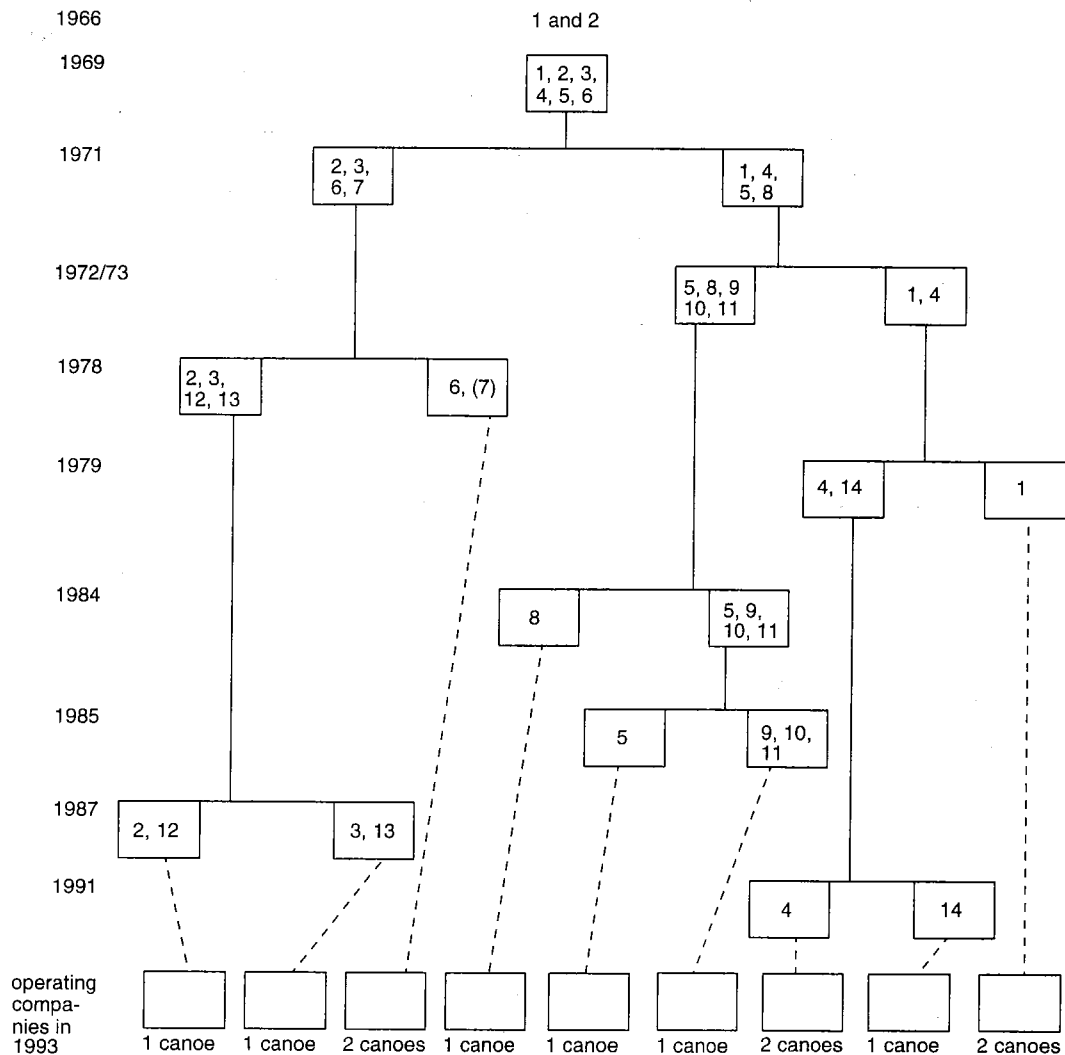 1966
1 and 2
1969
1, 2, 3,
4, 5, 6
1971
2, 3,
6, 7
1, 4,
5, 8
1972/73
5, 8, 9
10, 11
1, 4
1978
2, 3,
12, 13
6, (7)
1979
4, 14
1
1984
8
5, 9,
10, 11
1985
5
9, 10,
11
1987
2, 12
3, 13
1991
4
14
operating
compa-
nies in
1993
1 canoe
1 canoe
2 canoes
1 canoe
1 canoe
1 canoe
2 canoes
1 canoe
2 canoes